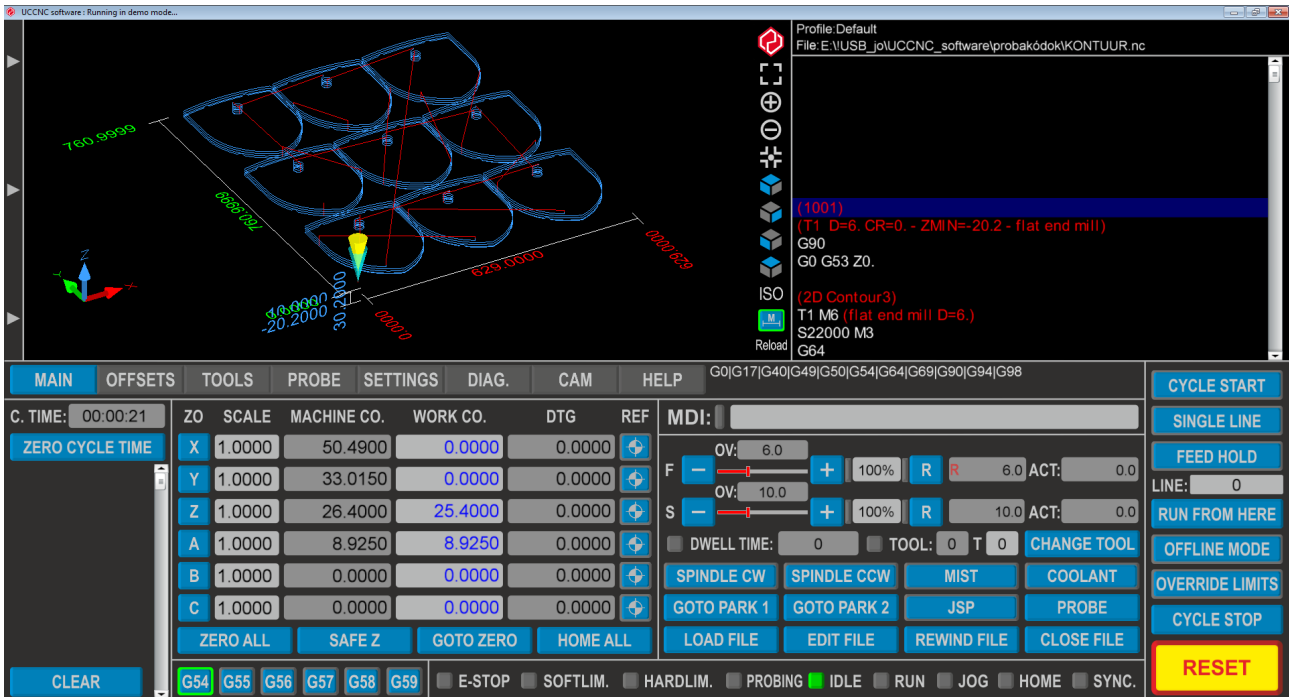 UCCNC software : Running in demo mode...
Profile:Default
File:E:\!USB_jo\UCCNC_software\probakódok\KONTUUR.nc
760.9999
760.9999
629.0000
629.0000
0.0000
0.0000
-20.2000
30.2000
Z
Y
X
ISO
M
Reload
(1001)
(T1 D=6. CR=0. - ZMIN=-20.2 - flat end mill)
G90
G0 G53 Z0.
(2D Contour3)
T1 M6 (flat end mill D=6.)
S22000 M3
G64
MAIN OFFSETS TOOLS PROBE SETTINGS DIAG. CAM HELP
G0|G17|G40|G49|G50|G54|G64|G69|G90|G94|G98
C. TIME: 00:00:21
ZERO CYCLE TIME
CLEAR
ZO SCALE MACHINE CO. WORK CO. DTG REF
X 1.0000 50.4900 0.0000 0.0000
Y 1.0000 33.0150 0.0000 0.0000
Z 1.0000 26.4000 25.4000 0.0000
A 1.0000 8.9250 8.9250 0.0000
B 1.0000 0.0000 0.0000 0.0000
C 1.0000 0.0000 0.0000 0.0000
ZERO ALL SAFE Z GOTO ZERO HOME ALL
MDI:
OV: 6.0
F − + 100% R R 6.0 ACT: 0.0
OV: 10.0
S − + 100% R 10.0 ACT: 0.0
DWELL TIME: 0 TOOL: 0 T 0 CHANGE TOOL
SPINDLE CW SPINDLE CCW MIST COOLANT
GOTO PARK 1 GOTO PARK 2 JSP PROBE
LOAD FILE EDIT FILE REWIND FILE CLOSE FILE
G54 G55 G56 G57 G58 G59 E-STOP SOFTLIM. HARDLIM. PROBING IDLE RUN JOG HOME SYNC.
CYCLE START
SINGLE LINE
FEED HOLD
LINE: 0
RUN FROM HERE
OFFLINE MODE
OVERRIDE LIMITS
CYCLE STOP
RESET